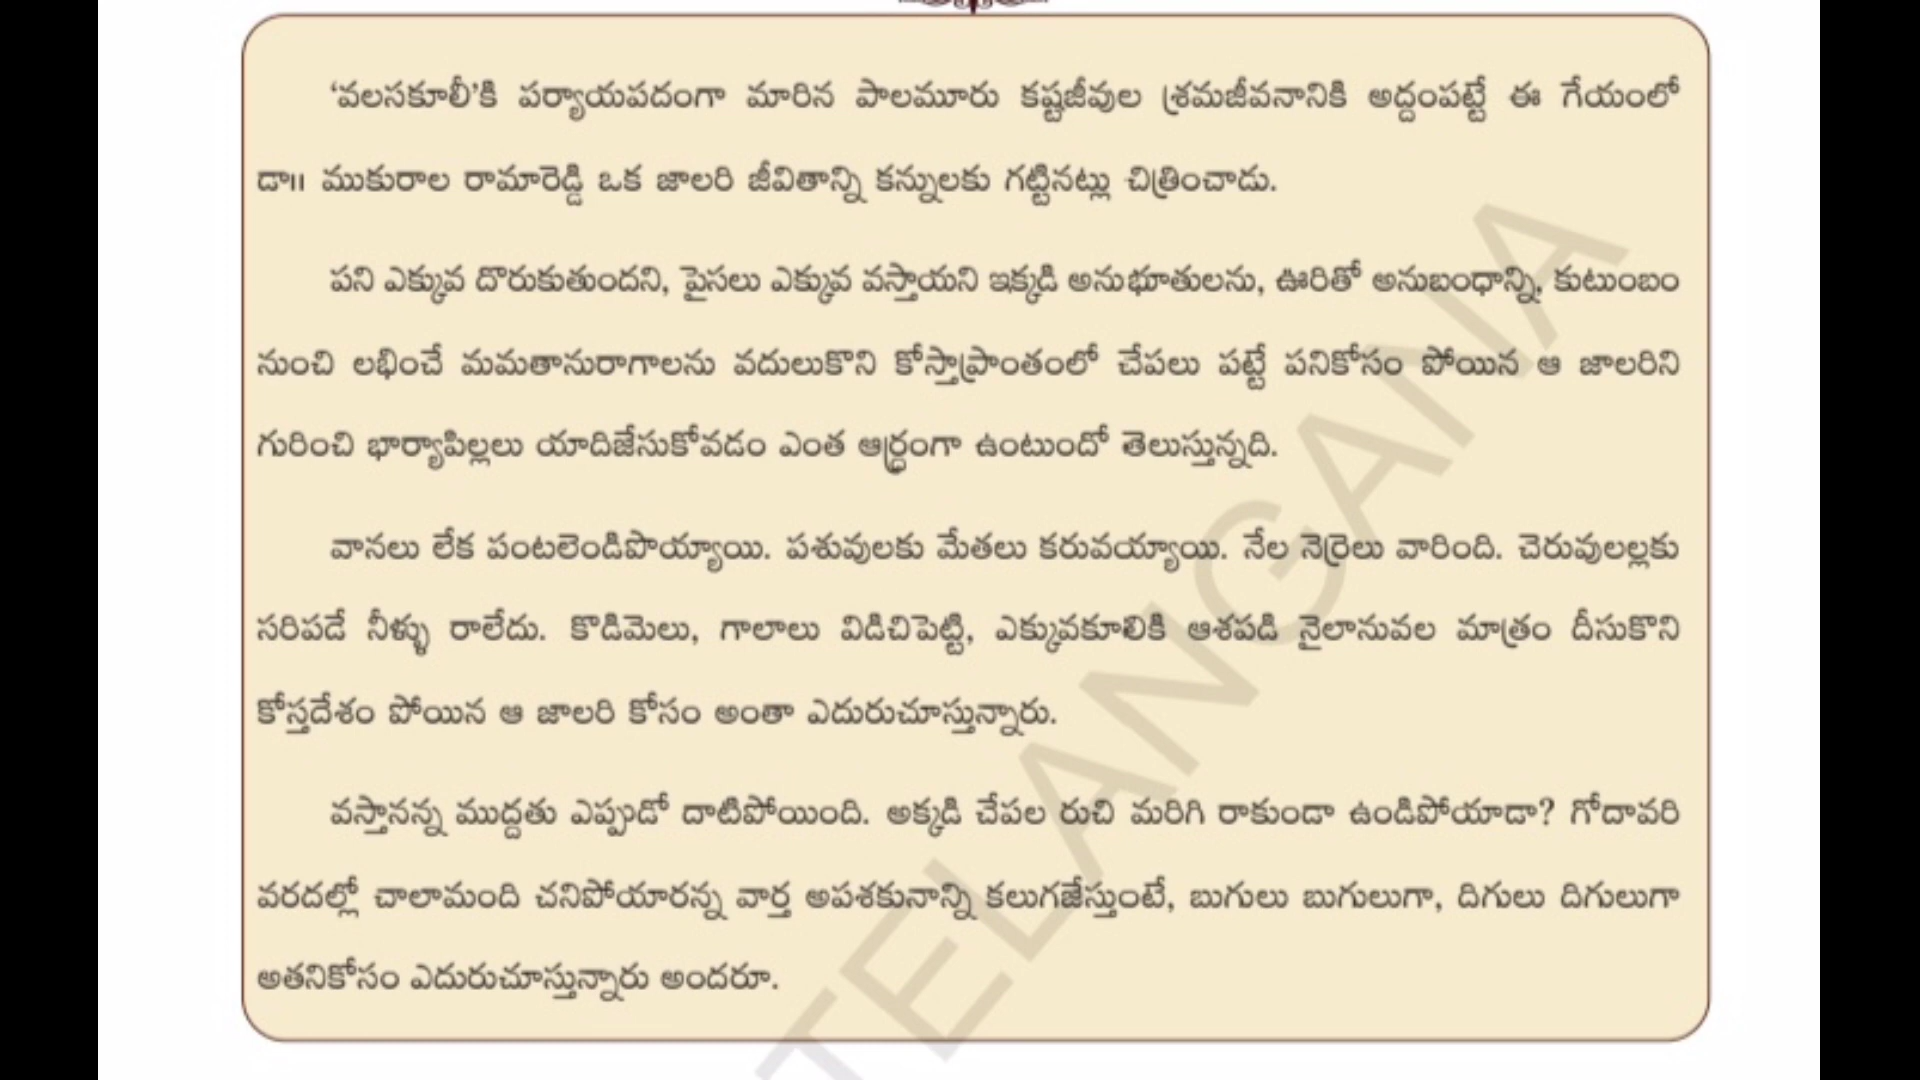 ‘వలసకూలీ’కి పర్యాయపదంగా మారిన పాలమూరు కష్టజీవుల శ్రమజీవనానికి అద్దంపట్టే ఈ గేయంలో
డా॥ ముకురాల రామారెడ్డి ఒక జాలరి జీవితాన్ని కన్నులకు గట్టినట్లు చిత్రించాడు.
పని ఎక్కువ దొరుకుతుందని, పైసలు ఎక్కువ వస్తాయని ఇక్కడి అనుభూతులను, ఊరితో అనుబంధాన్ని, కుటుంబం
నుంచి లభించే మమతానురాగాలను వదులుకొని కోస్తాప్రాంతంలో చేపలు పట్టే పనికోసం పోయిన ఆ జాలరిని
గురించి భార్యాపిల్లలు యాదిజేసుకోవడం ఎంత ఆర్ద్రంగా ఉంటుందో తెలుస్తున్నది.
వానలు లేక పంటలెండిపొయ్యాయి. పశువులకు మేతలు కరువయ్యాయి. నేల నెర్రెలు వారింది. చెరువులల్లకు
సరిపడే నీళ్ళు రాలేదు. కొడిమెలు, గాలాలు విడిచిపెట్టి, ఎక్కువకూలికి ఆశపడి నైలానువల మాత్రం దీసుకొని
కోస్తదేశం పోయిన ఆ జాలరి కోసం అంతా ఎదురుచూస్తున్నారు.
వస్తానన్న ముద్దతు ఎప్పుడో దాటిపోయింది. అక్కడి చేపల రుచి మరిగి రాకుండా ఉండిపోయాడా? గోదావరి
వరదల్లో చాలామంది చనిపోయారన్న వార్త అపశకునాన్ని కలుగజేస్తుంటే, బుగులు బుగులుగా, దిగులు దిగులుగా
అతనికోసం ఎదురుచూస్తున్నారు అందరూ.
TELANGANA